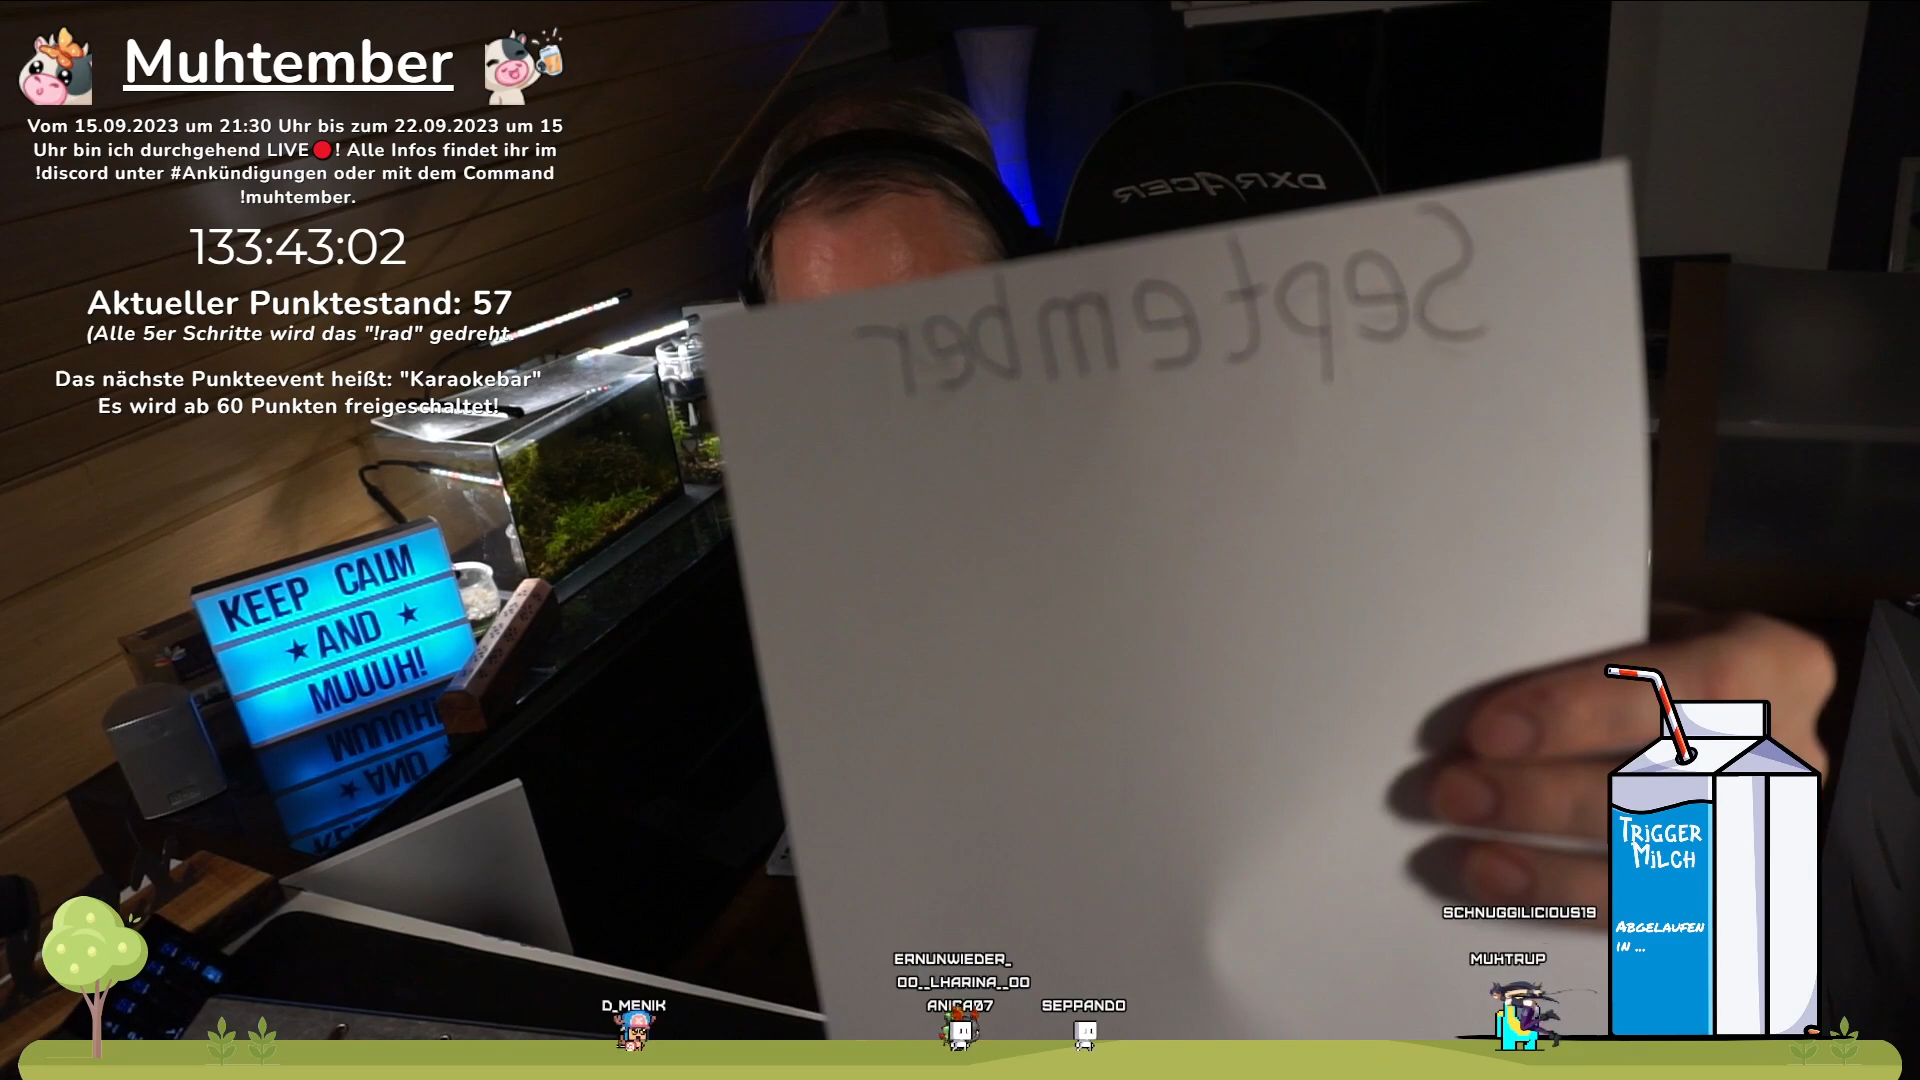 Muhtember
Vom 15.09.2023 um 21:30 Uhr bis zum 22.09.2023 um 15
Uhr bin ich durchgehend LIVE🔴! Alle Infos findet ihr im
!discord unter #Ankündigungen oder mit dem Command
!muhtember.
133:43:02
Aktueller Punktestand: 57
(Alle 5er Schritte wird das "!rad" gedreht.
Das nächste Punkteevent heißt: "Karaokebar"
Es wird ab 60 Punkten freigeschaltet!
DXRACER
September
KEEP CALM
★ AND ★
MUUUH!
TRIGGER
MILCH
ABGELAUFEN
IN ...
SCHNUGGILICIOUS19
MUHTRUP
ERNUNWIEDER_
OO__LHARINA__OO
ANICA07
SEPPANDO
D_MENIK